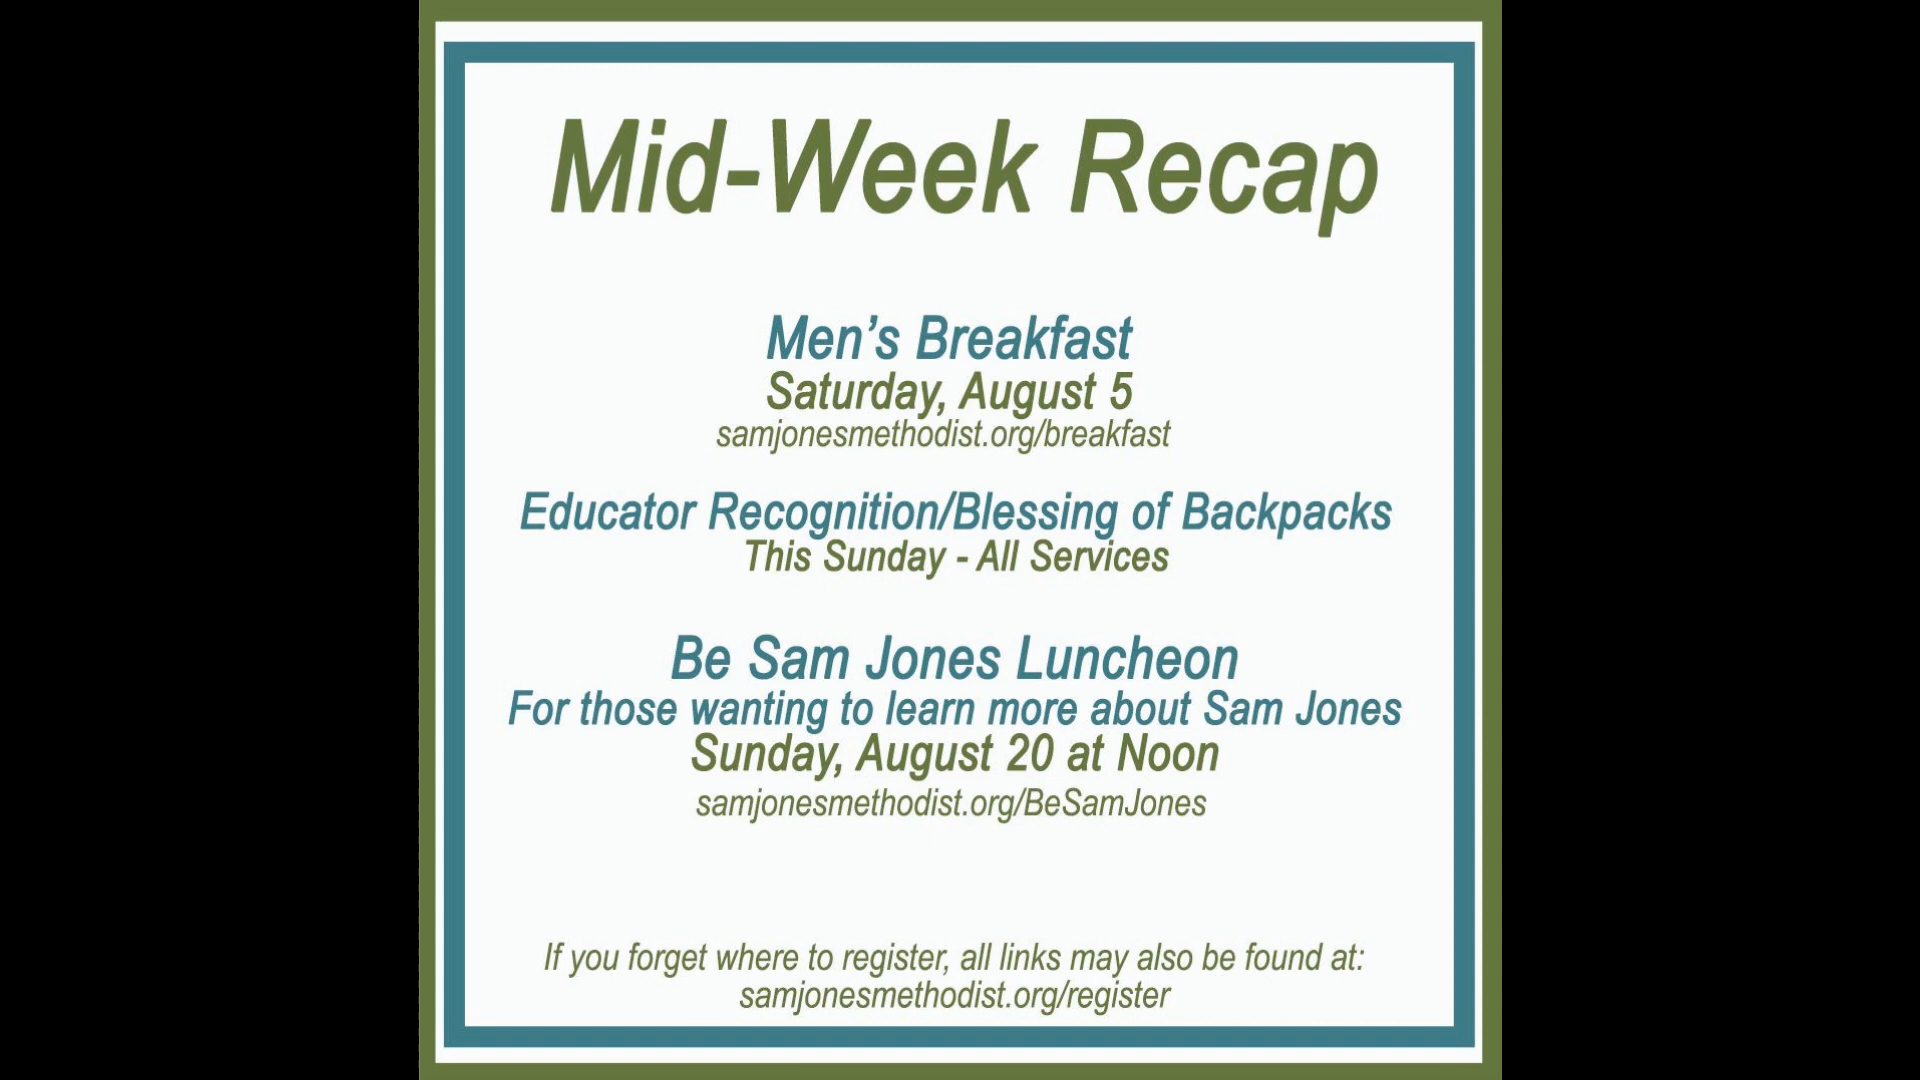 Mid-Week Recap
Men’s Breakfast
Saturday, August 5
samjonesmethodist.org/breakfast
Educator Recognition/Blessing of Backpacks
This Sunday - All Services
Be Sam Jones Luncheon
For those wanting to learn more about Sam Jones
Sunday, August 20 at Noon
samjonesmethodist.org/BeSamJones
If you forget where to register, all links may also be found at:
samjonesmethodist.org/register